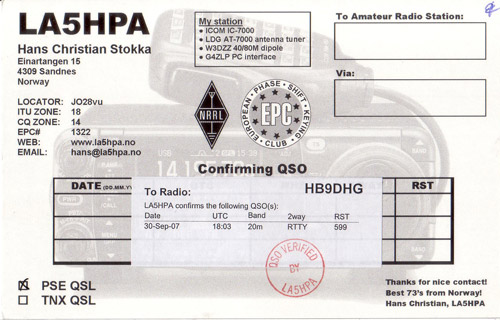 LA5HPA
Hans Christian Stokka
Einartangen 15
4309 Sandnes
Norway
LOCATOR: JO28vu
ITU ZONE: 18
CQ ZONE: 14
EPC# 1322
WEB: www.la5hpa.no
EMAIL: hans@la5hpa.no
My station
• ICOM IC-7000
• LDG AT-7000 antenna tuner
• W3DZZ 40/80M dipole
• G4ZLP PC interface
NRRL
EUROPEAN PHASE SHIFT KEYING CLUB
EPC
To Amateur Radio Station:
Via:
Confirming QSO
DATE (DD.MM.Y
RST
To Radio: HB9DHG
LA5HPA confirms the following QSO(s):
Date UTC Band 2way RST
30-Sep-07 18:03 20m RTTY 599
QSO VERIFIED
BY
LA5HPA
PSE QSL
TNX QSL
Thanks for nice contact!
Best 73's from Norway!
Hans Christian, LA5HPA